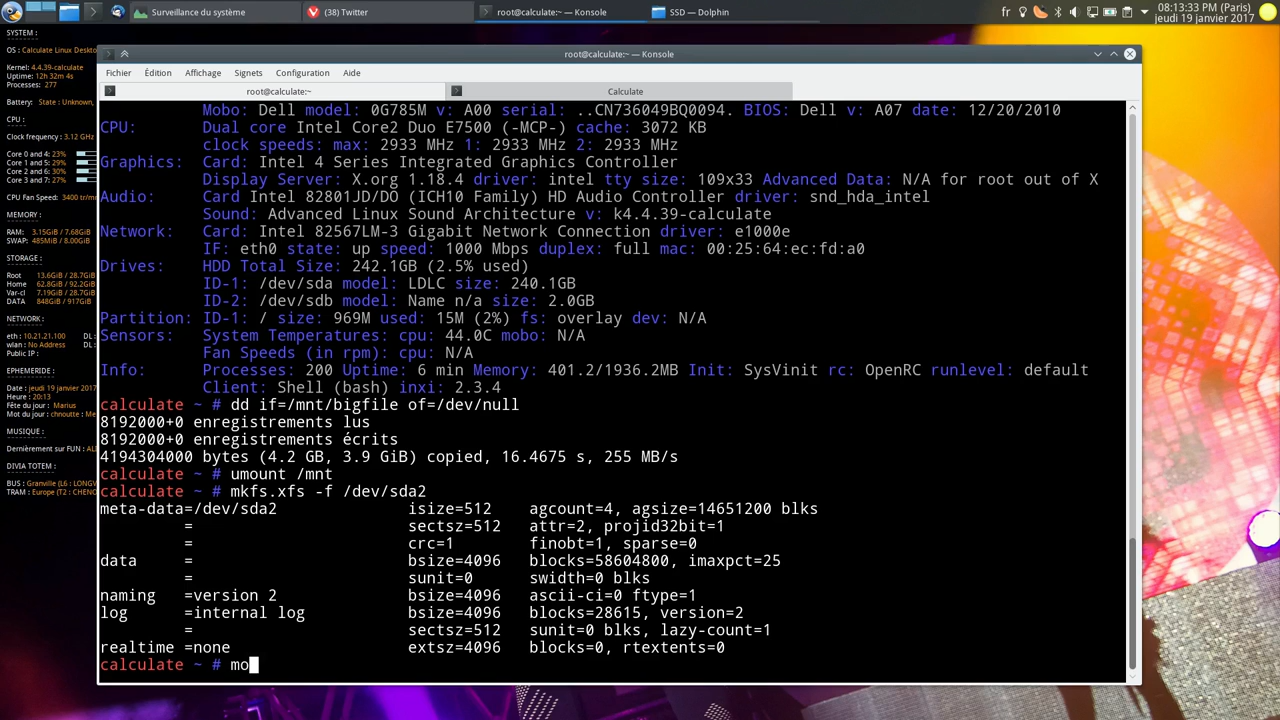 Surveillance du système
(38) Twitter
root@calculate:~ — Konsole
SSD — Dolphin
fr
08:13:33 PM (Paris)
jeudi 19 janvier 2017
SYSTEM :
OS : Calculate Linux Deskto
Kernel: 4.4.39-calculate
Uptime: 12h 32m 4s
Processes: 277
Battery: State : Unknown,
CPU :
Clock frequency : 3.12 GHz
Core 0 and 4: 23%
Core 1 and 5: 29%
Core 2 and 6: 30%
Core 3 and 7: 27%
CPU Fan Speed: 3400 tr/mn
MEMORY :
RAM: 3.15GiB / 7.68GiB
SWAP: 485MiB / 8.00GiB
STORAGE :
Root 13.6GiB / 28.7GiB
Home 62.8GiB / 92.2GiB
Var-cl 7.19GiB / 28.7GiB
DATA 848GiB / 917GiB
NETWORK :
eth : 10.21.21.100 DL :
wlan : No Address DL :
Public IP :
EPHEMERIDE :
Date : jeudi 19 janvier 2017
Heure : 20:13
Fête du jour : Marius
Mot du jour : chnoutte : Me
MUSIQUE :
Dernièrement sur FUN :
DIVIA TOTEM :
BUS : Granville (L6 : LONGV
TRAM : Europe (T2 : CHENO
root@calculate:~ — Konsole
Fichier Édition Affichage Signets Configuration Aide
root@calculate:~
Calculate
Mobo: Dell model: 0G785M v: A00 serial: ..CN736049BQ0094. BIOS: Dell v: A07 date: 12/20/2010
CPU: Dual core Intel Core2 Duo E7500 (-MCP-) cache: 3072 KB
clock speeds: max: 2933 MHz 1: 2933 MHz 2: 2933 MHz
Graphics: Card: Intel 4 Series Integrated Graphics Controller
Display Server: X.org 1.18.4 driver: intel tty size: 109x33 Advanced Data: N/A for root out of X
Audio: Card Intel 82801JD/DO (ICH10 Family) HD Audio Controller driver: snd_hda_intel
Sound: Advanced Linux Sound Architecture v: k4.4.39-calculate
Network: Card: Intel 82567LM-3 Gigabit Network Connection driver: e1000e
IF: eth0 state: up speed: 1000 Mbps duplex: full mac: 00:25:64:ec:fd:a0
Drives: HDD Total Size: 242.1GB (2.5% used)
ID-1: /dev/sda model: LDLC size: 240.1GB
ID-2: /dev/sdb model: Name n/a size: 2.0GB
Partition: ID-1: / size: 969M used: 15M (2%) fs: overlay dev: N/A
Sensors: System Temperatures: cpu: 44.0C mobo: N/A
Fan Speeds (in rpm): cpu: N/A
Info: Processes: 200 Uptime: 6 min Memory: 401.2/1936.2MB Init: SysVinit rc: OpenRC runlevel: default
Client: Shell (bash) inxi: 2.3.4
calculate ~ # dd if=/mnt/bigfile of=/dev/null
8192000+0 enregistrements lus
8192000+0 enregistrements écrits
4194304000 bytes (4.2 GB, 3.9 GiB) copied, 16.4675 s, 255 MB/s
calculate ~ # umount /mnt
calculate ~ # mkfs.xfs -f /dev/sda2
meta-data=/dev/sda2 isize=512 agcount=4, agsize=14651200 blks
= sectsz=512 attr=2, projid32bit=1
= crc=1 finobt=1, sparse=0
data = bsize=4096 blocks=58604800, imaxpct=25
= sunit=0 swidth=0 blks
naming =version 2 bsize=4096 ascii-ci=0 ftype=1
log =internal log bsize=4096 blocks=28615, version=2
= sectsz=512 sunit=0 blks, lazy-count=1
realtime =none extsz=4096 blocks=0, rtextents=0
calculate ~ # mo